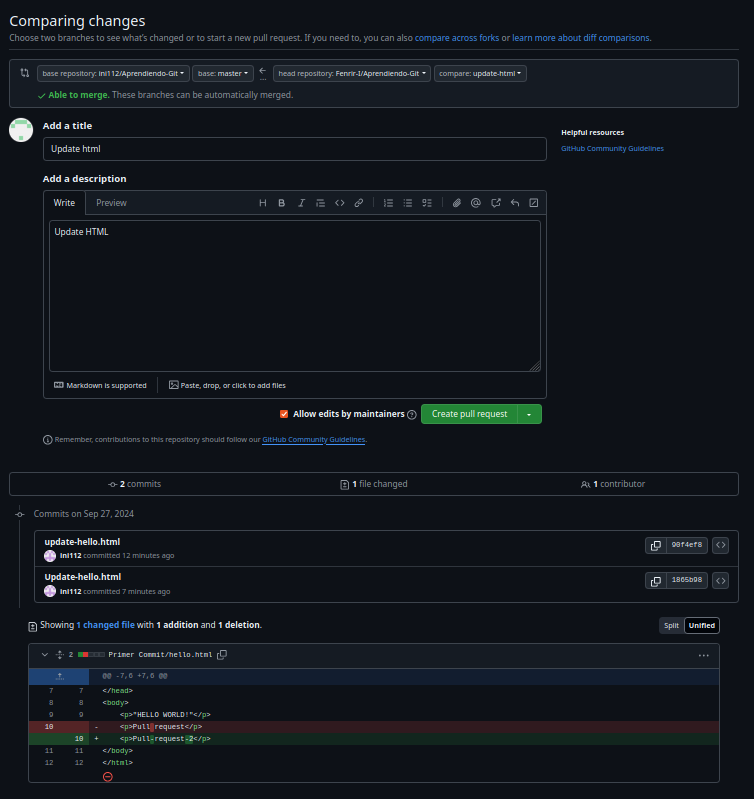 Comparing changes
Choose two branches to see what's changed or to start a new pull request. If you need to, you can also compare across forks or learn more about diff comparisons.
base repository: ini112/Aprendiendo-Git base: master head repository: Fenrir-I/Aprendiendo-Git compare: update-html
Able to merge. These branches can be automatically merged.
Add a title
Helpful resources
Update html
GitHub Community Guidelines
Add a description
Write Preview
Update HTML
Markdown is supported Paste, drop, or click to add files
Allow edits by maintainers Create pull request
Remember, contributions to this repository should follow our GitHub Community Guidelines.
2 commits 1 file changed 1 contributor
Commits on Sep 27, 2024
update-hello.html
90f4ef8
ini112 committed 12 minutes ago
Update-hello.html
1865b98
ini112 committed 7 minutes ago
Showing 1 changed file with 1 addition and 1 deletion.
Split Unified
2 Primer Commit/hello.html
@@ -7,6 +7,6 @@
7 7 </head>
8 8 <body>
9 9 <p>"HELLO WORLD!"</p>
10 - <p>Pull request</p>
10 + <p>Pull-request-2</p>
11 11 </body>
12 12 </html>